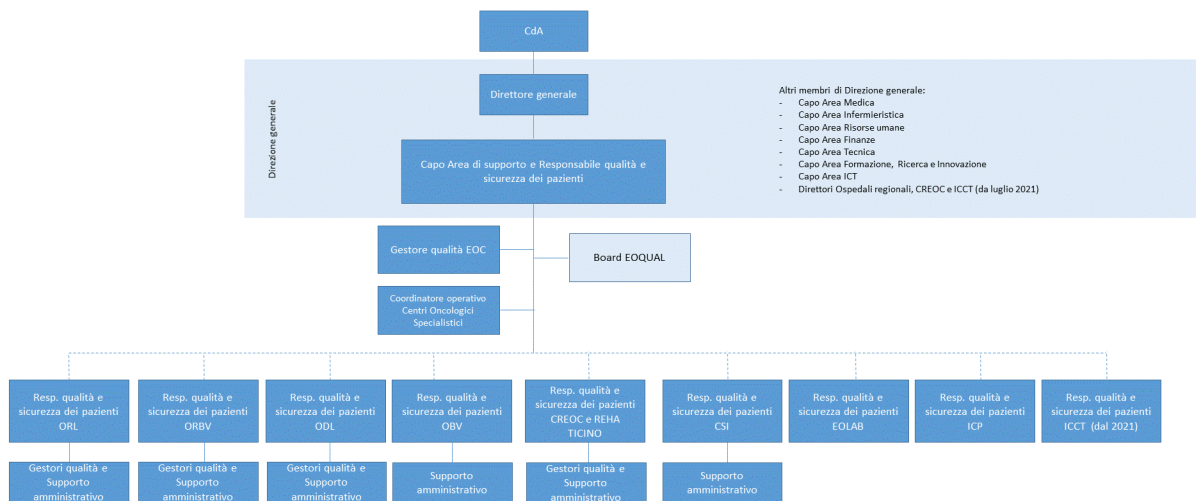 CdA
Direzione generale
Direttore generale
Capo Area di supporto e Responsabile qualità e
sicurezza dei pazienti
Altri membri di Direzione generale:
- Capo Area Medica
- Capo Area Infermieristica
- Capo Area Risorse umane
- Capo Area Finanze
- Capo Area Tecnica
- Capo Area Formazione, Ricerca e Innovazione
- Capo Area ICT
- Direttori Ospedali regionali, CREOC e ICCT (da luglio 2021)
Gestore qualità EOC
Board EOQUAL
Coordinatore operativo
Centri Oncologici
Specialistici
Resp. qualità e
sicurezza dei pazienti
ORL
Resp. qualità e
sicurezza dei pazienti
ORBV
Resp. qualità e
sicurezza dei pazienti
ODL
Resp. qualità e
sicurezza dei pazienti
OBV
Resp. qualità e
sicurezza dei pazienti
CREOC e REHA
TICINO
Resp. qualità e
sicurezza dei pazienti
CSI
Resp. qualità e
sicurezza dei pazienti
EOLAB
Resp. qualità e
sicurezza dei pazienti
ICP
Resp. qualità e
sicurezza dei pazienti
ICCT (dal 2021)
Gestori qualità e
Supporto
amministrativo
Gestori qualità e
Supporto
amministrativo
Gestori qualità e
Supporto
amministrativo
Supporto
amministrativo
Gestori qualità e
Supporto
amministrativo
Supporto
amministrativo